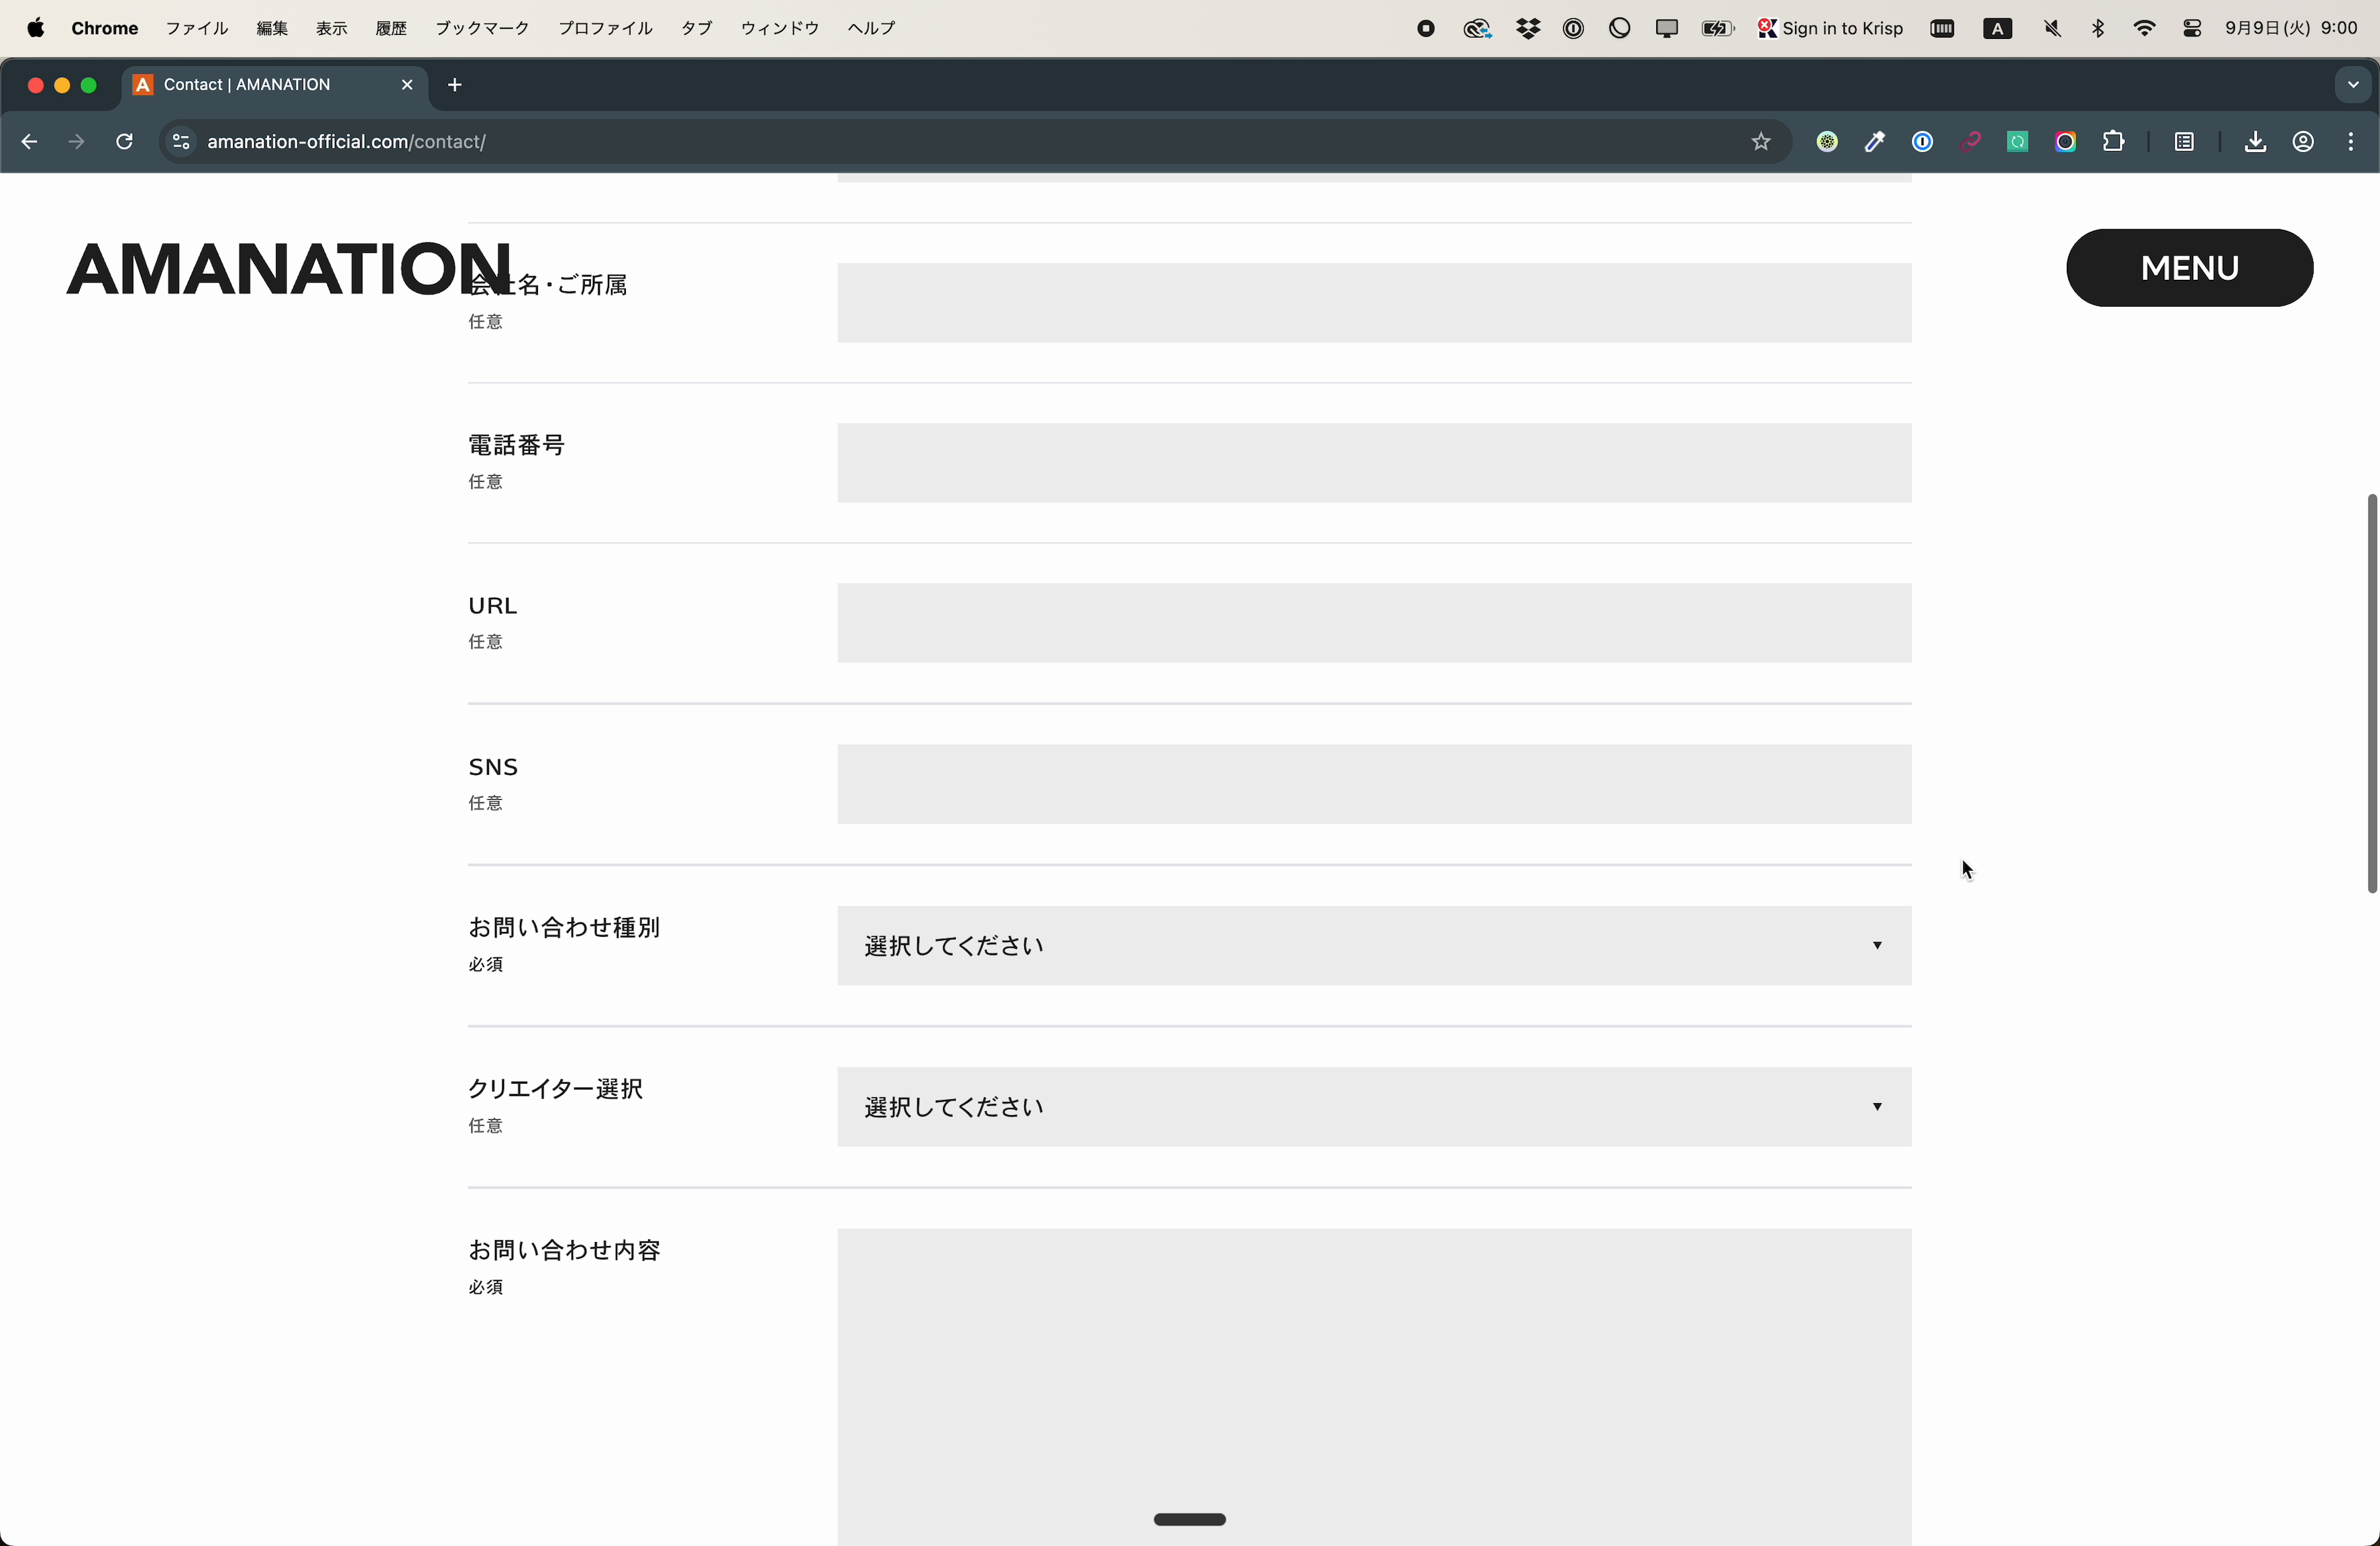 Chrome ファイル 編集 表示 履歴 ブックマーク プロファイル タブ ウィンドウ ヘルプ Sign in to Krisp A 9月9日(火) 9:00
A Contact | AMANATION
amanation-official.com/contact/
AMANATION
MENU
会社名・ご所属
任意
電話番号
任意
URL
任意
SNS
任意
お問い合わせ種別
必須
選択してください
クリエイター選択
任意
選択してください
お問い合わせ内容
必須